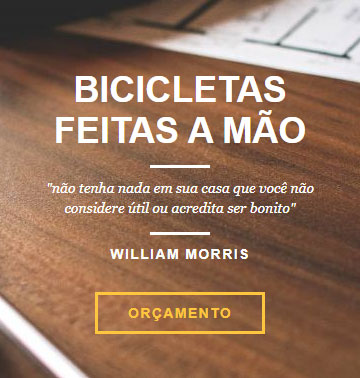 BICICLETAS
FEITAS A MÃO
"não tenha nada em sua casa que você não
considere útil ou acredita ser bonito"
WILLIAM MORRIS
ORÇAMENTO